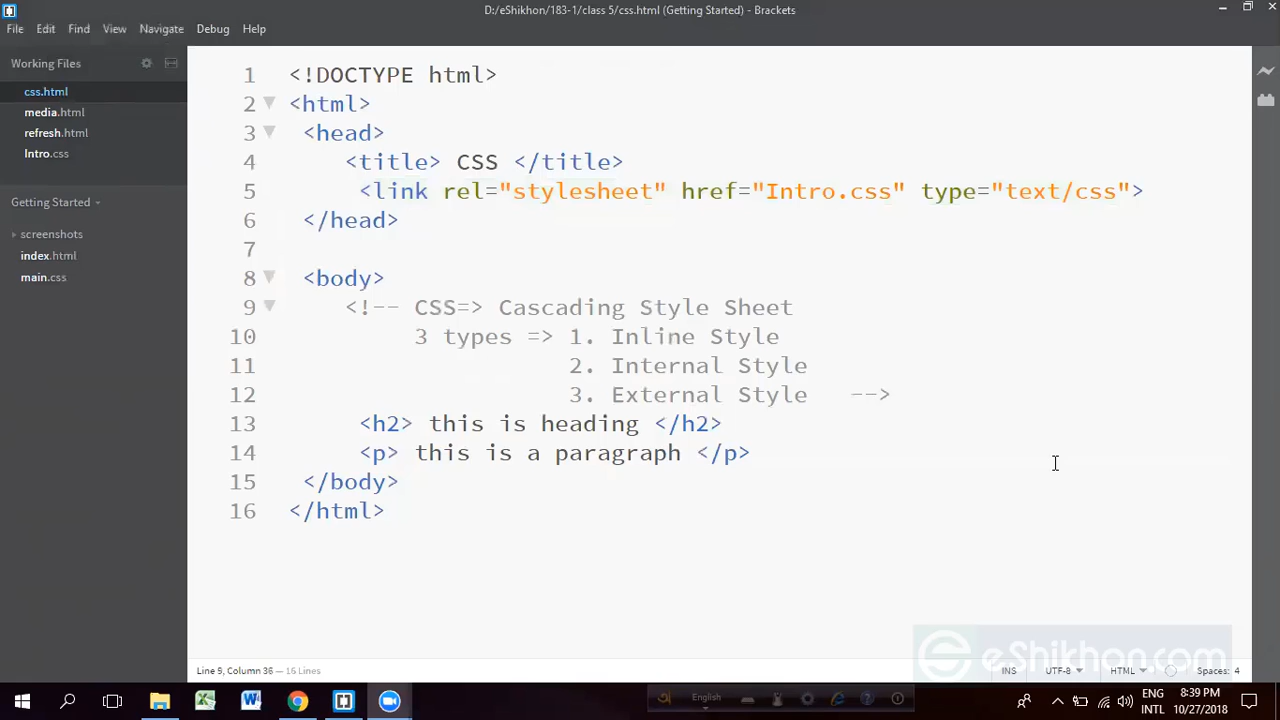 D:/eShikhon/183-1/class 5/css.html (Getting Started) - Brackets
File Edit Find View Navigate Debug Help
Working Files
css.html
media.html
refresh.html
Intro.css
Getting Started
screenshots
index.html
main.css
1 <!DOCTYPE html>
2 <html>
3 <head>
4 <title> CSS </title>
5 <link rel="stylesheet" href="Intro.css" type="text/css">
6 </head>
7
8 <body>
9 <!-- CSS=> Cascading Style Sheet
10 3 types => 1. Inline Style
11 2. Internal Style
12 3. External Style -->
13 <h2> this is heading </h2>
14 <p> this is a paragraph </p>
15 </body>
16 </html>
eShikhon.com
Line 5, Column 36 — 16 Lines
INS UTF-8 HTML Spaces: 4
English
ENG
INTL
8:39 PM
10/27/2018